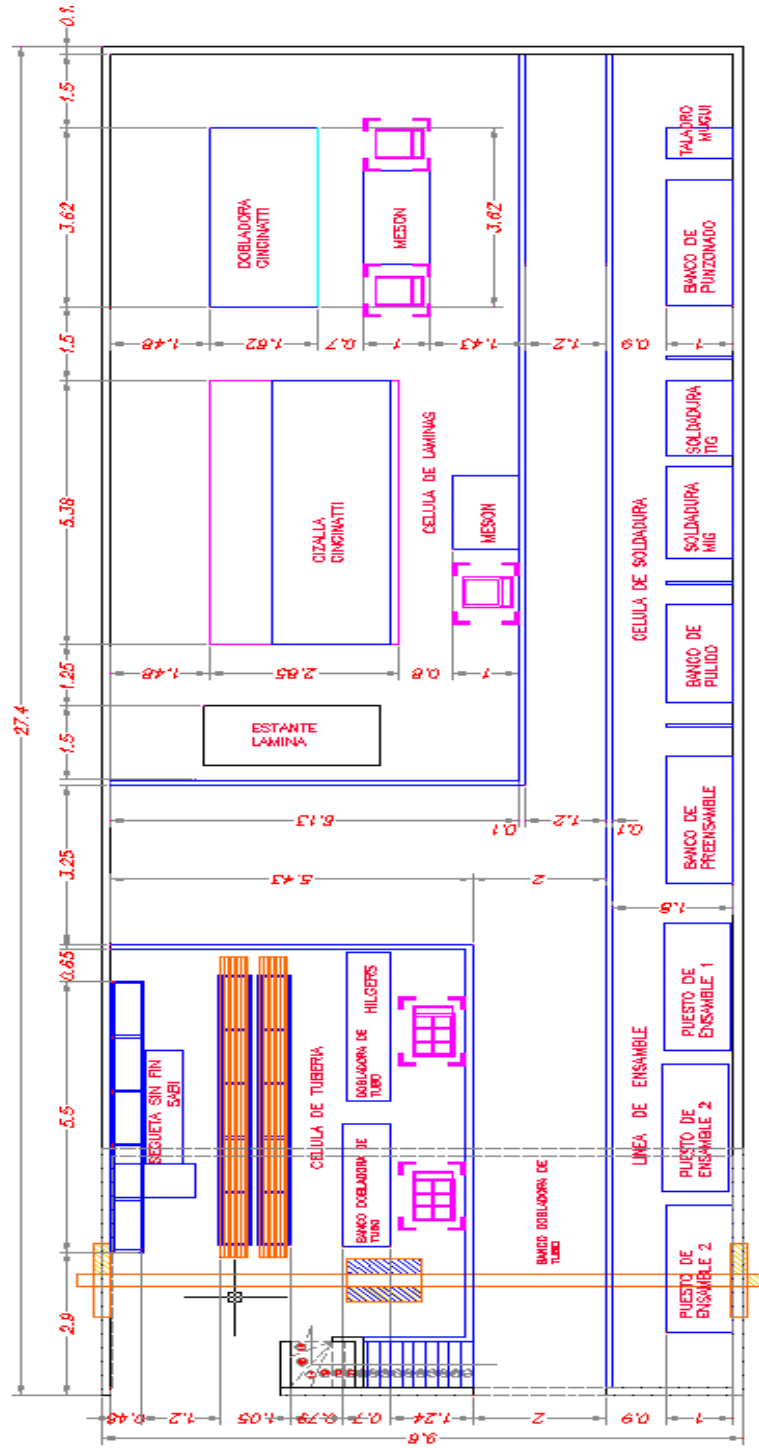 0.1
1.5
3.62
1.5
5.38
1.25
1.5
3.25
0.65
5.5
2.9
27.4
DOBLADORA
CINCINATTI
MESON
3.62
TALADRO
MUGUI
BANCO DE
PUNZONADO
1.48
1.62
0.7
1
1.43
1.2
0.9
1
CIZALLA
CINCINATTI
CELULA DE LAMINAS
MESON
SOLDADURA
TIG
SOLDADURA
MIG
CELULA DE SOLDADURA
BANCO DE
PULIDO
1.48
2.85
0.8
1
ESTANTE
LAMINA
6.13
0.1
1.2
0.1
BANCO DE
PREENSAMBLE
5.43
2
1.8
SEGUETA SIN FIN
SABI
CELULA DE TUBERIA
HILGERS
DOBLADORA DE
TUBO
BANCO DOBLADORA DE
TUBO
BANCO DOBLADORA DE
TUBO
LINEA DE ENSAMBLE
PUESTO DE
ENSAMBLE 1
PUESTO DE
ENSAMBLE 2
PUESTO DE
ENSAMBLE 2
0.48
1.2
1.05
0.78
0.7
1.24
2
0.9
1
9.6